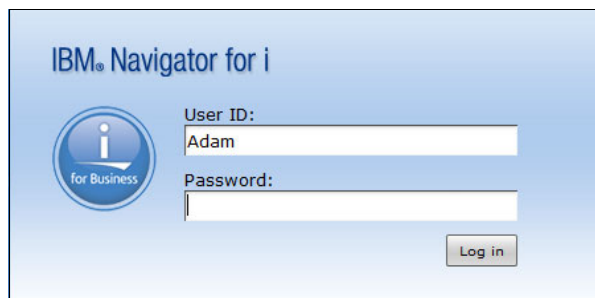 IBM® Navigator for i
User ID:
Adam
i
for Business
Password:
Log in